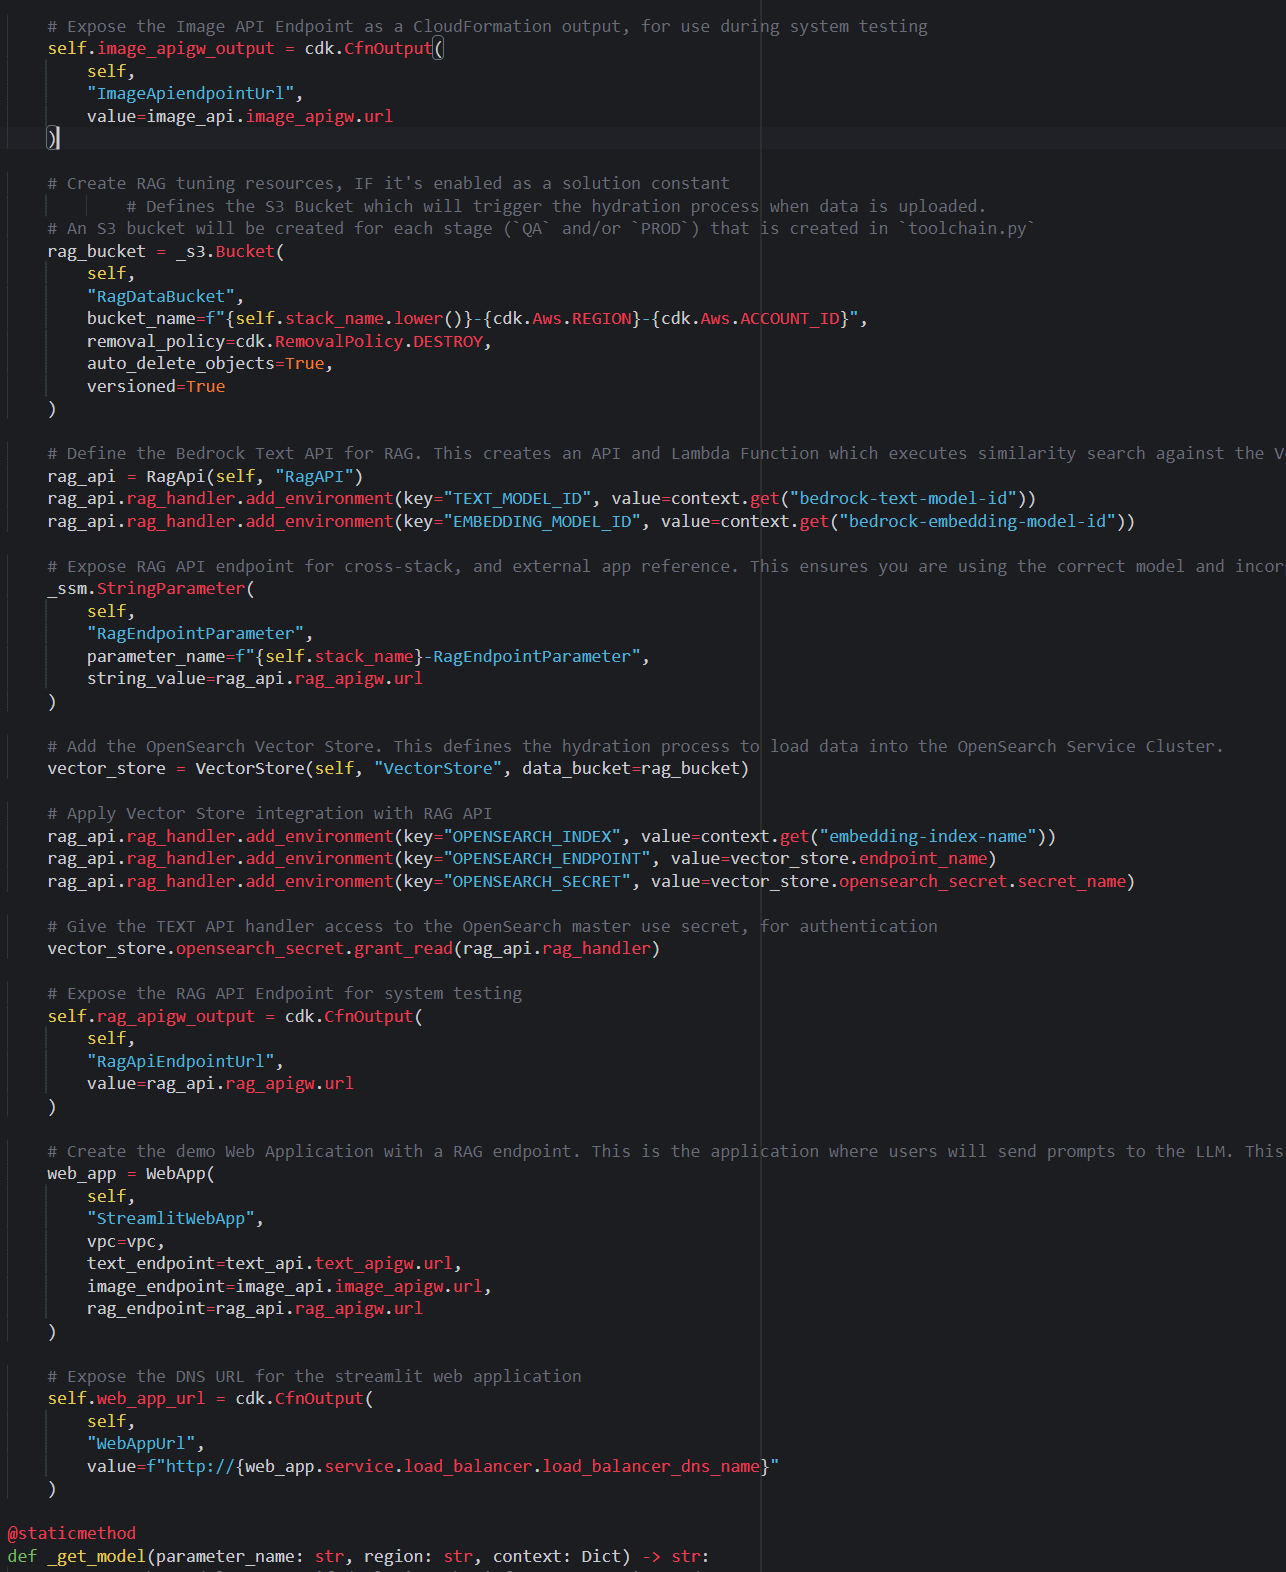 # Expose the Image API Endpoint as a CloudFormation output, for use during system testing
self.image_apigw_output = cdk.CfnOutput(
self,
"ImageApiendpointUrl",
value=image_api.image_apigw.url
)
# Create RAG tuning resources, IF it's enabled as a solution constant
# Defines the S3 Bucket which will trigger the hydration process when data is uploaded.
# An S3 bucket will be created for each stage (`QA` and/or `PROD`) that is created in `toolchain.py`
rag_bucket = _s3.Bucket(
self,
"RagDataBucket",
bucket_name=f"{self.stack_name.lower()}-{cdk.Aws.REGION}-{cdk.Aws.ACCOUNT_ID}",
removal_policy=cdk.RemovalPolicy.DESTROY,
auto_delete_objects=True,
versioned=True
)
# Define the Bedrock Text API for RAG. This creates an API and Lambda Function which executes similarity search against the
rag_api = RagApi(self, "RagAPI")
rag_api.rag_handler.add_environment(key="TEXT_MODEL_ID", value=context.get("bedrock-text-model-id"))
rag_api.rag_handler.add_environment(key="EMBEDDING_MODEL_ID", value=context.get("bedrock-embedding-model-id"))
# Expose RAG API endpoint for cross-stack, and external app reference. This ensures you are using the correct model and incor
_ssm.StringParameter(
self,
"RagEndpointParameter",
parameter_name=f"{self.stack_name}-RagEndpointParameter",
string_value=rag_api.rag_apigw.url
)
# Add the OpenSearch Vector Store. This defines the hydration process to load data into the OpenSearch Service Cluster.
vector_store = VectorStore(self, "VectorStore", data_bucket=rag_bucket)
# Apply Vector Store integration with RAG API
rag_api.rag_handler.add_environment(key="OPENSEARCH_INDEX", value=context.get("embedding-index-name"))
rag_api.rag_handler.add_environment(key="OPENSEARCH_ENDPOINT", value=vector_store.endpoint_name)
rag_api.rag_handler.add_environment(key="OPENSEARCH_SECRET", value=vector_store.opensearch_secret.secret_name)
# Give the TEXT API handler access to the OpenSearch master use secret, for authentication
vector_store.opensearch_secret.grant_read(rag_api.rag_handler)
# Expose the RAG API Endpoint for system testing
self.rag_apigw_output = cdk.CfnOutput(
self,
"RagApiEndpointUrl",
value=rag_api.rag_apigw.url
)
# Create the demo Web Application with a RAG endpoint. This is the application where users will send prompts to the LLM. This
web_app = WebApp(
self,
"StreamlitWebApp",
vpc=vpc,
text_endpoint=text_api.text_apigw.url,
image_endpoint=image_api.image_apigw.url,
rag_endpoint=rag_api.rag_apigw.url
)
# Expose the DNS URL for the streamlit web application
self.web_app_url = cdk.CfnOutput(
self,
"WebAppUrl",
value=f"http://{web_app.service.load_balancer.load_balancer_dns_name}"
)
@staticmethod
def _get_model(parameter_name: str, region: str, context: Dict) -> str: